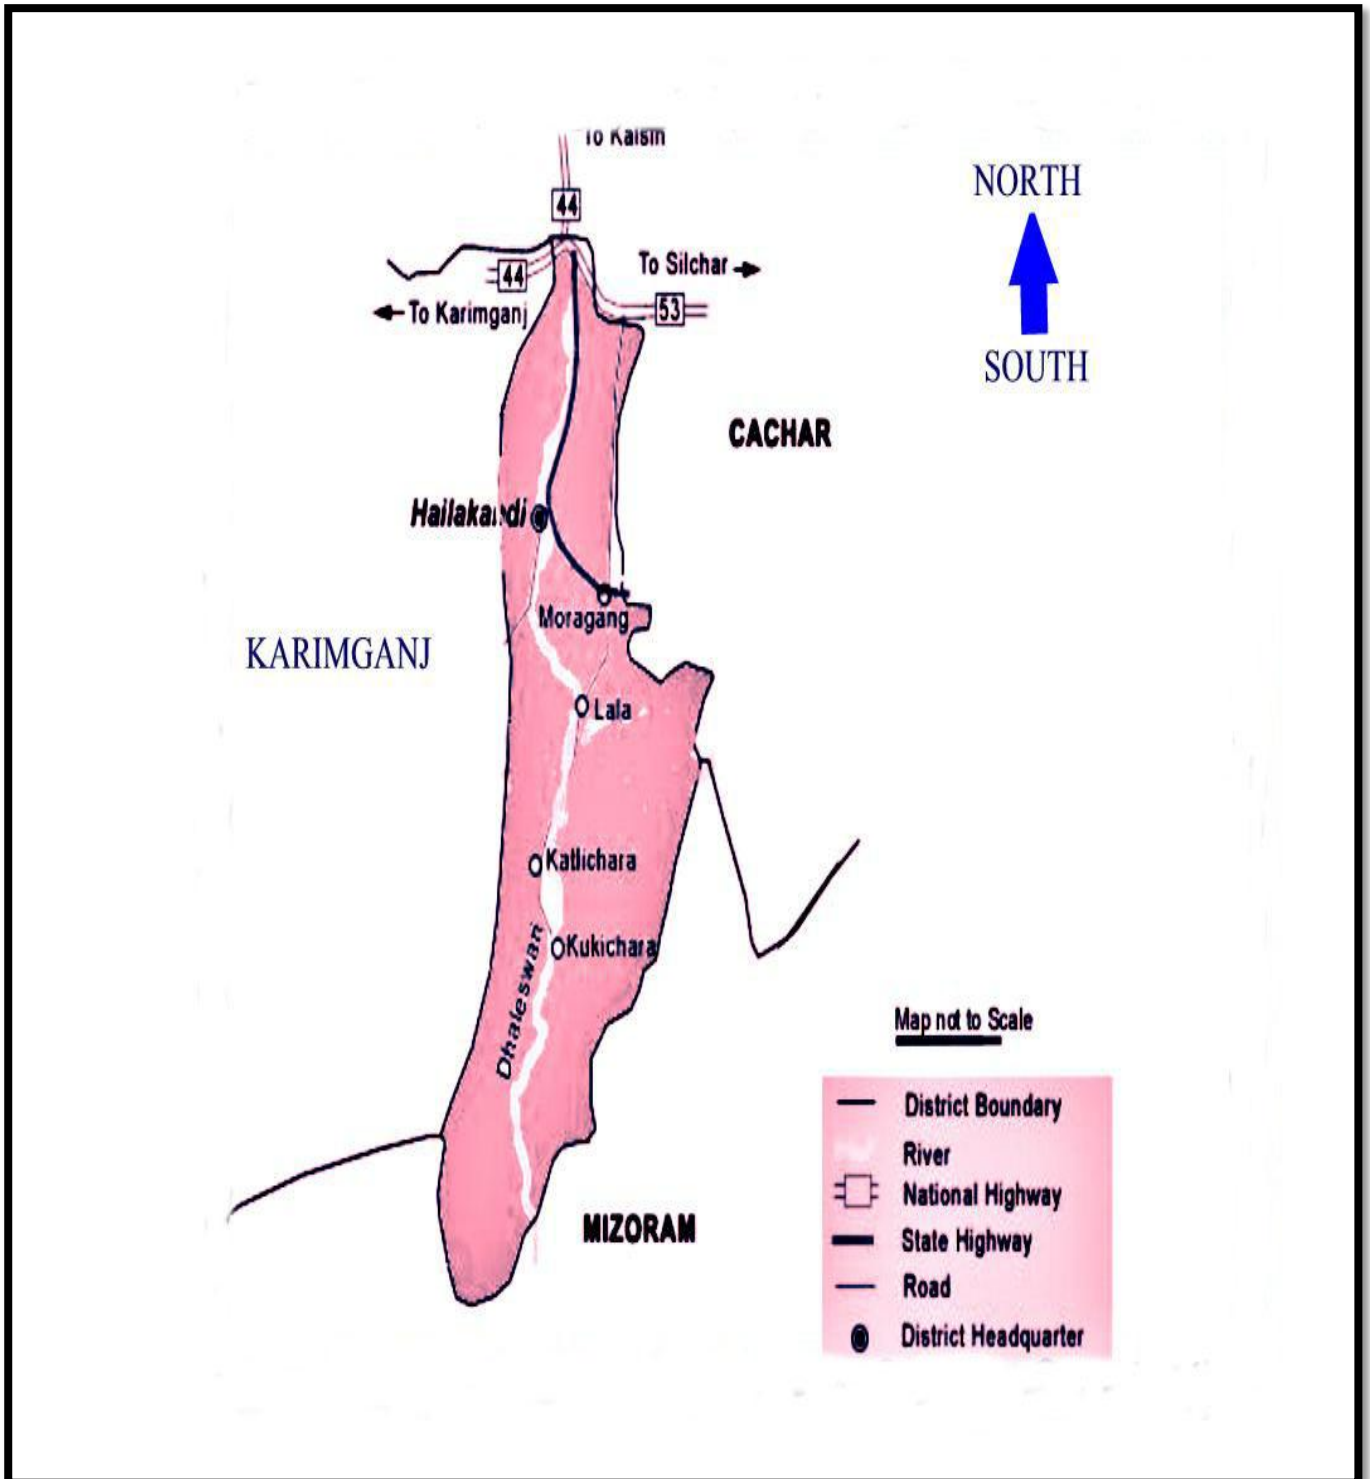 To Kaisin
NORTH
44
To Silchar
44
53
To Karimganj
SOUTH
CACHAR
Hailakandi
Moragang
KARIMGANJ
Lala
Katlichara
Kukichara
Dhaleswari
Map not to Scale
District Boundary
River
National Highway
MIZORAM
State Highway
Road
District Headquarter